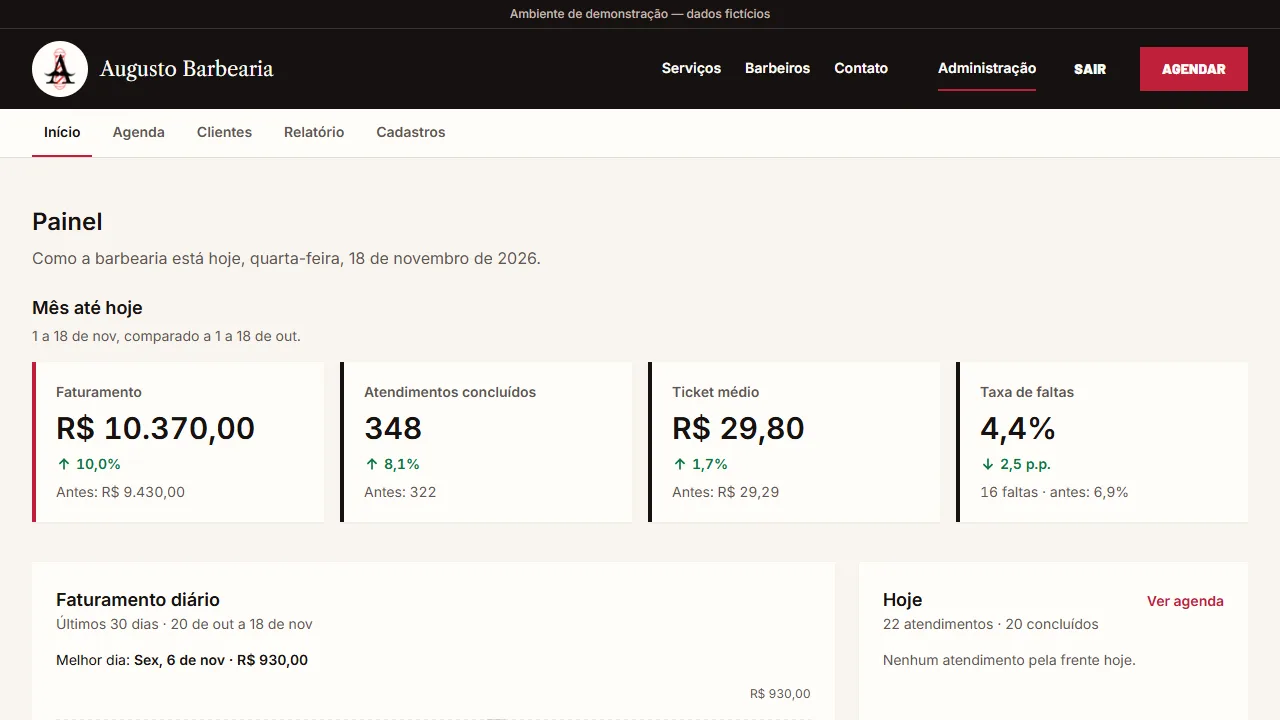 Ambiente de demonstração — dados fictícios
A
Augusto Barbearia
Serviços
Barbeiros
Contato
Administração
SAIR
AGENDAR
Início
Agenda
Clientes
Relatório
Cadastros
Painel
Como a barbearia está hoje, quarta-feira, 18 de novembro de 2026.
Mês até hoje
1 a 18 de nov, comparado a 1 a 18 de out.
Faturamento
R$ 10.370,00
↑ 10,0%
Antes: R$ 9.430,00
Atendimentos concluídos
348
↑ 8,1%
Antes: 322
Ticket médio
R$ 29,80
↑ 1,7%
Antes: R$ 29,29
Taxa de faltas
4,4%
↓ 2,5 p.p.
16 faltas · antes: 6,9%
Faturamento diário
Últimos 30 dias · 20 de out a 18 de nov
Melhor dia: Sex, 6 de nov · R$ 930,00
R$ 930,00
Hoje
Ver agenda
22 atendimentos · 20 concluídos
Nenhum atendimento pela frente hoje.